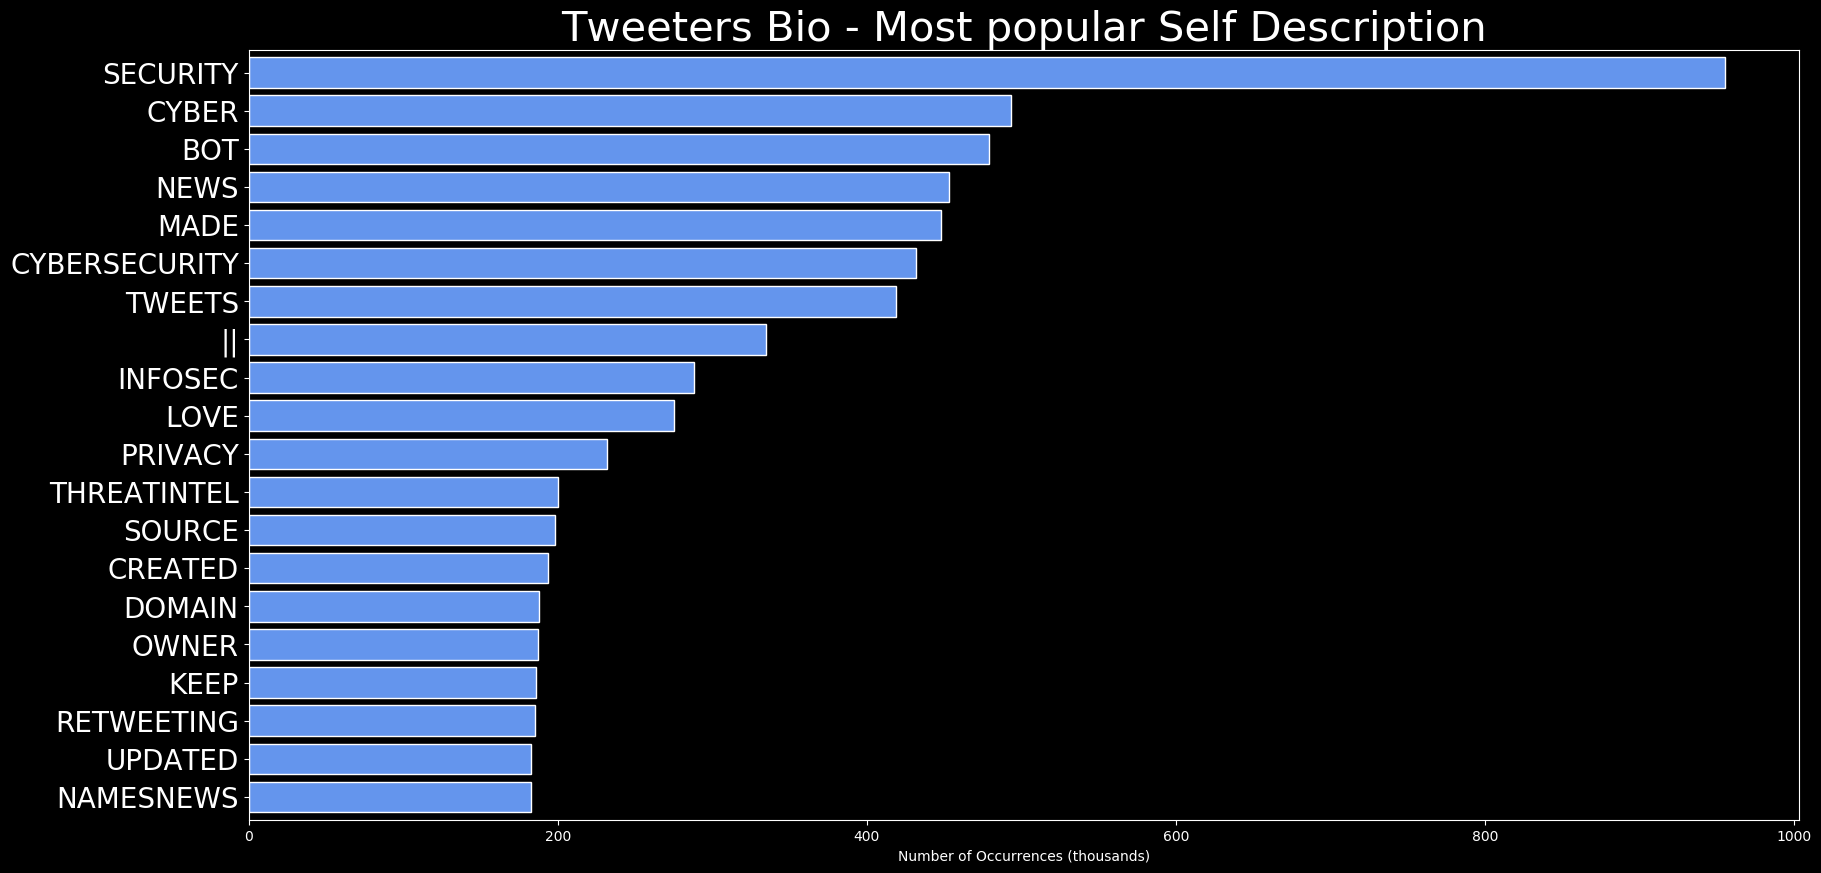 Tweeters Bio - Most popular Self Description
SECURITY
CYBER
BOT
NEWS
MADE
CYBERSECURITY
TWEETS
||
INFOSEC
LOVE
PRIVACY
THREATINTEL
SOURCE
CREATED
DOMAIN
OWNER
KEEP
RETWEETING
UPDATED
NAMESNEWS
0 200 400 600 800 1000
Number of Occurrences (thousands)